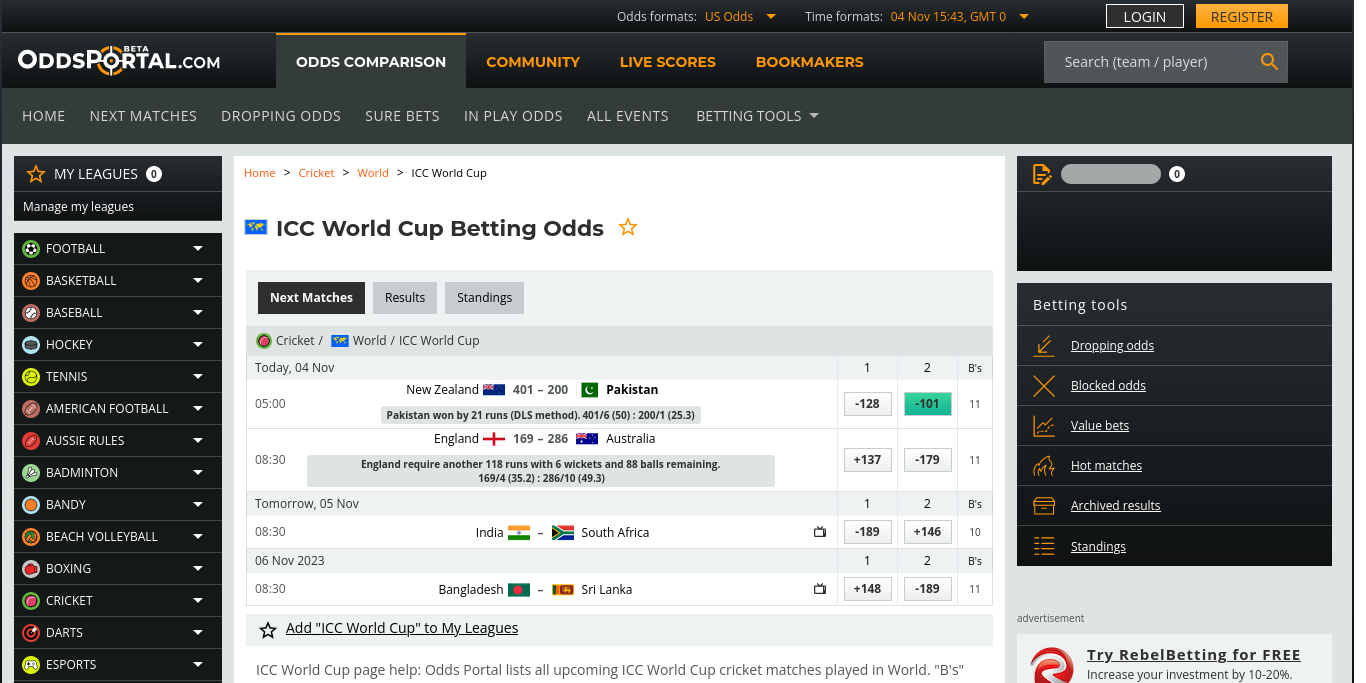 Odds formats: US Odds Time formats: 04 Nov 15:43, GMT 0 LOGIN REGISTER
ODDSPORTAL.COM BETA
ODDS COMPARISON COMMUNITY LIVE SCORES BOOKMAKERS Search (team / player)
HOME NEXT MATCHES DROPPING ODDS SURE BETS IN PLAY ODDS ALL EVENTS BETTING TOOLS
MY LEAGUES 0
Manage my leagues
FOOTBALL
BASKETBALL
BASEBALL
HOCKEY
TENNIS
AMERICAN FOOTBALL
AUSSIE RULES
BADMINTON
BANDY
BEACH VOLLEYBALL
BOXING
CRICKET
DARTS
ESPORTS
Home > Cricket > World > ICC World Cup
ICC World Cup Betting Odds
Next Matches Results Standings
Cricket / World / ICC World Cup
Today, 04 Nov 1 2 B's
New Zealand 401 – 200 Pakistan
05:00 -128 -101 11
Pakistan won by 21 runs (DLS method). 401/6 (50) : 200/1 (25.3)
England 169 – 286 Australia
08:30 +137 -179 11
England require another 118 runs with 6 wickets and 88 balls remaining.
169/4 (35.2) : 286/10 (49.3)
Tomorrow, 05 Nov 1 2 B's
08:30 India – South Africa -189 +146 10
06 Nov 2023 1 2 B's
08:30 Bangladesh – Sri Lanka +148 -189 11
Add "ICC World Cup" to My Leagues
ICC World Cup page help: Odds Portal lists all upcoming ICC World Cup cricket matches played in World. "B's"
0
Betting tools
Dropping odds
Blocked odds
Value bets
Hot matches
Archived results
Standings
advertisement
Try RebelBetting for FREE
Increase your investment by 10-20%.